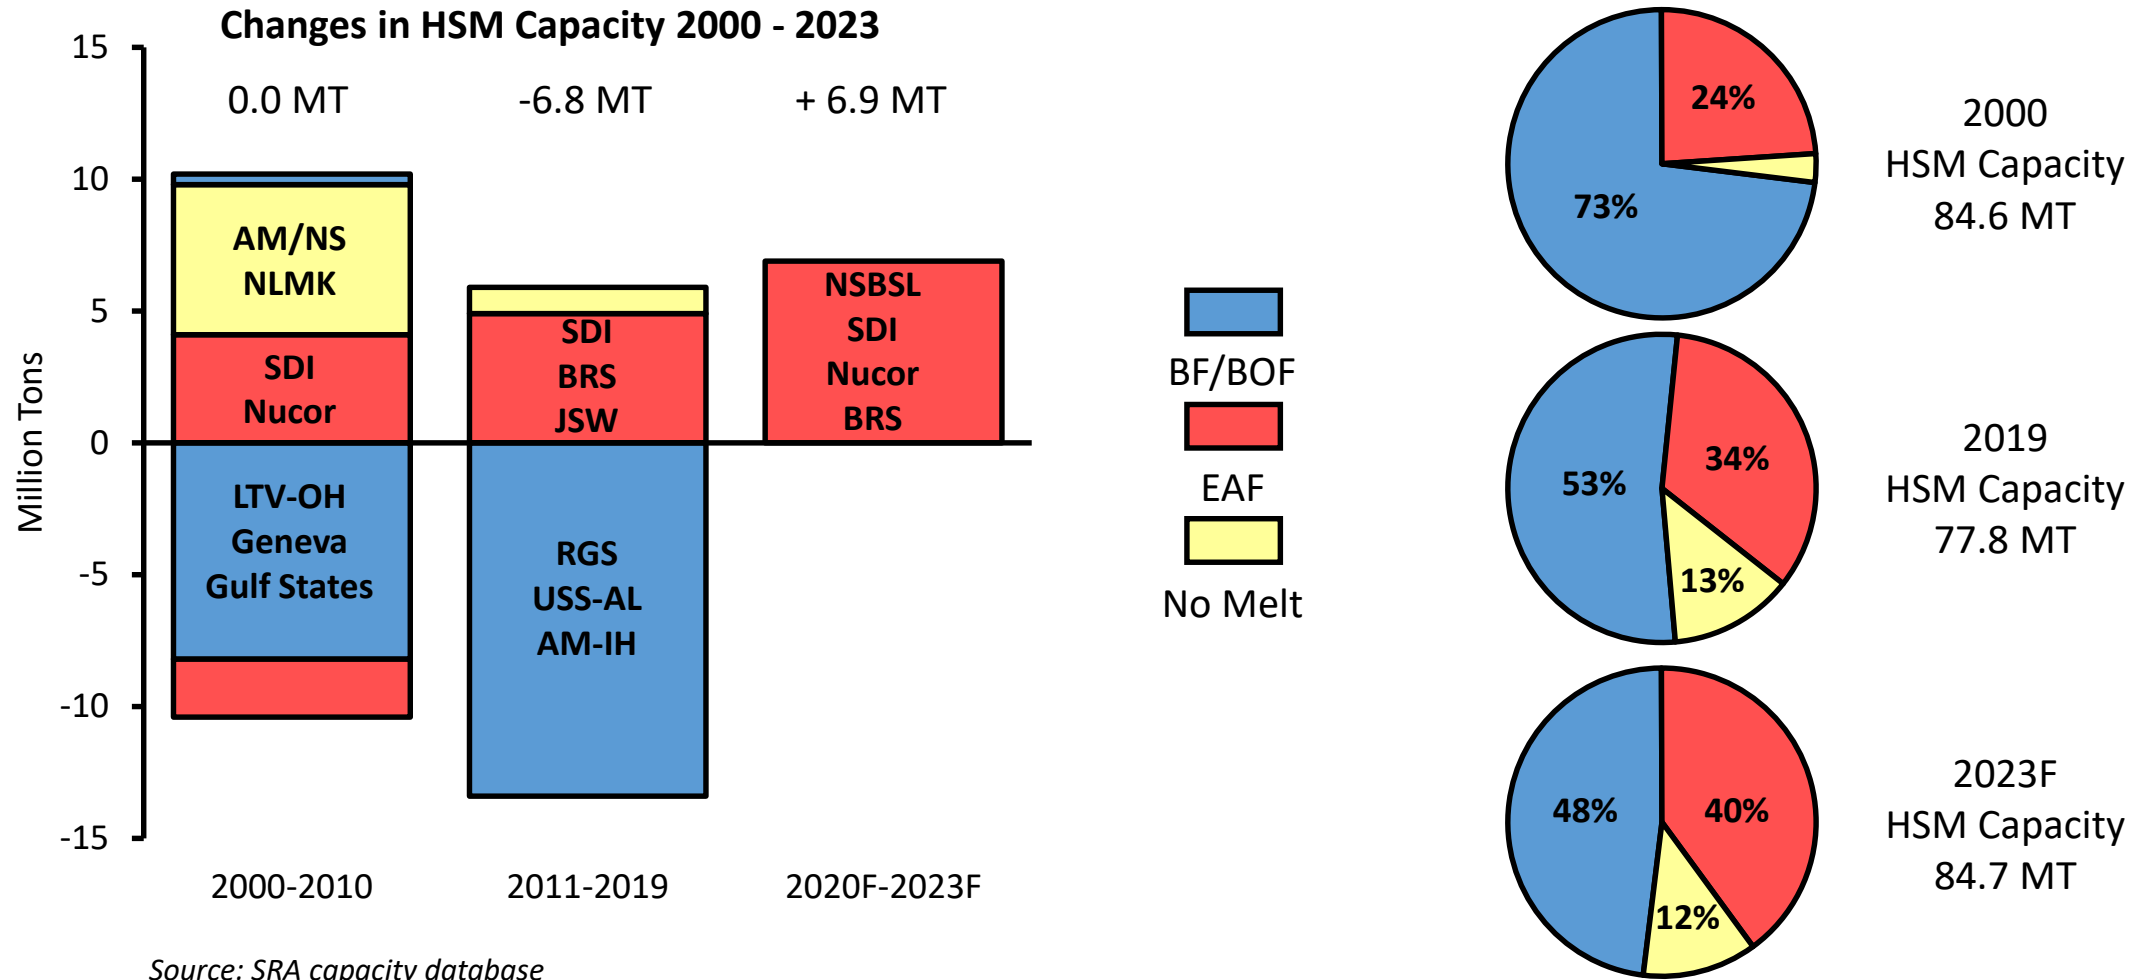 Changes in HSM Capacity 2000 - 2023
0.0 MT
-6.8 MT
+ 6.9 MT
Million Tons
15
10
5
0
-5
-10
-15
AM/NS
NLMK
SDI
Nucor
LTV-OH
Geneva
Gulf States
SDI
BRS
JSW
RGS
USS-AL
AM-IH
NSBSL
SDI
Nucor
BRS
2000-2010
2011-2019
2020F-2023F
Source: SRA capacity database
BF/BOF
EAF
No Melt
24%
73%
2000
HSM Capacity
84.6 MT
53%
34%
13%
2019
HSM Capacity
77.8 MT
48%
40%
12%
2023F
HSM Capacity
84.7 MT